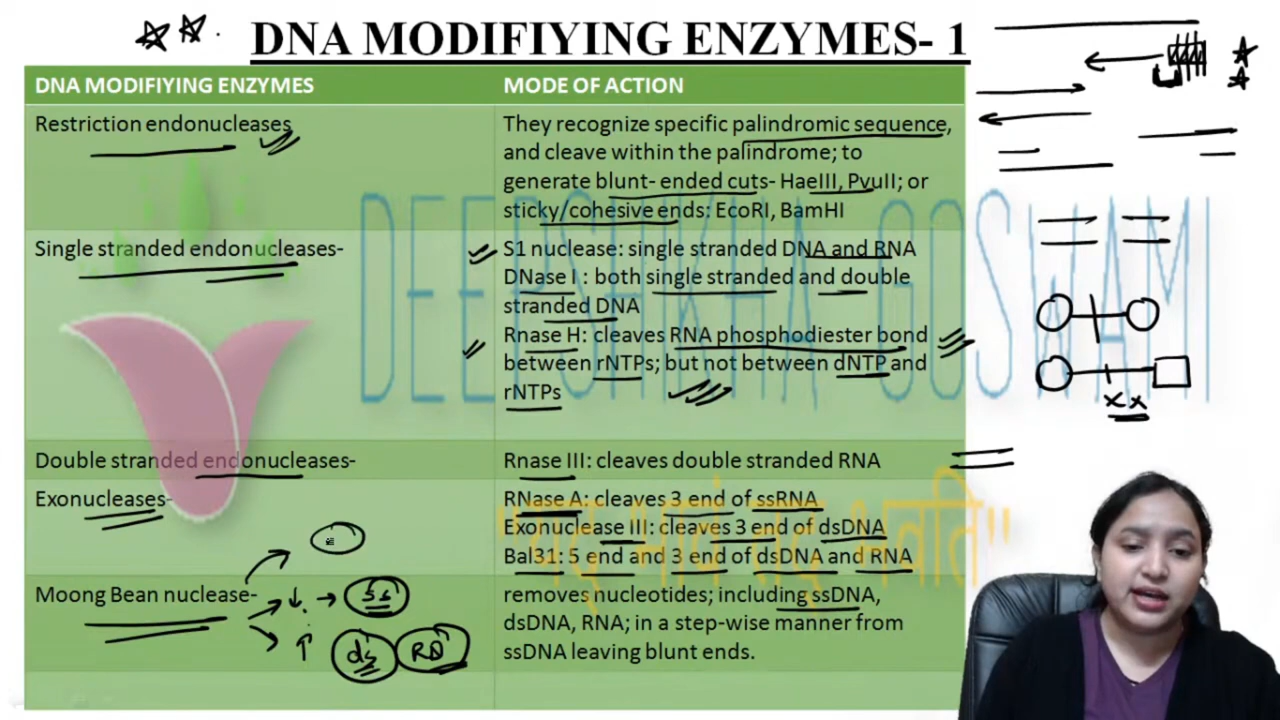 DNA MODIFIYING ENZYMES- 1
DNA MODIFIYING ENZYMES
MODE OF ACTION
Restriction endonucleases
They recognize specific palindromic sequence,
and cleave within the palindrome; to
generate blunt- ended cuts- HaeIII, PvuII; or
sticky/cohesive ends: EcoRI, BamHI
Single stranded endonucleases-
S1 nuclease: single stranded DNA and RNA
DNase I : both single stranded and double
stranded DNA
Rnase H: cleaves RNA phosphodiester bond
between rNTPs; but not between dNTP and
rNTPs
Double stranded endonucleases-
Rnase III: cleaves double stranded RNA
Exonucleases-
RNase A: cleaves 3 end of ssRNA
Exonuclease III: cleaves 3 end of dsDNA
Bal31: 5 end and 3 end of dsDNA and RNA
Moong Bean nuclease-
removes nucleotides; including ssDNA,
dsDNA, RNA; in a step-wise manner from
ssDNA leaving blunt ends.
ss
ds
DEEPSHIKHA GOSWAMI